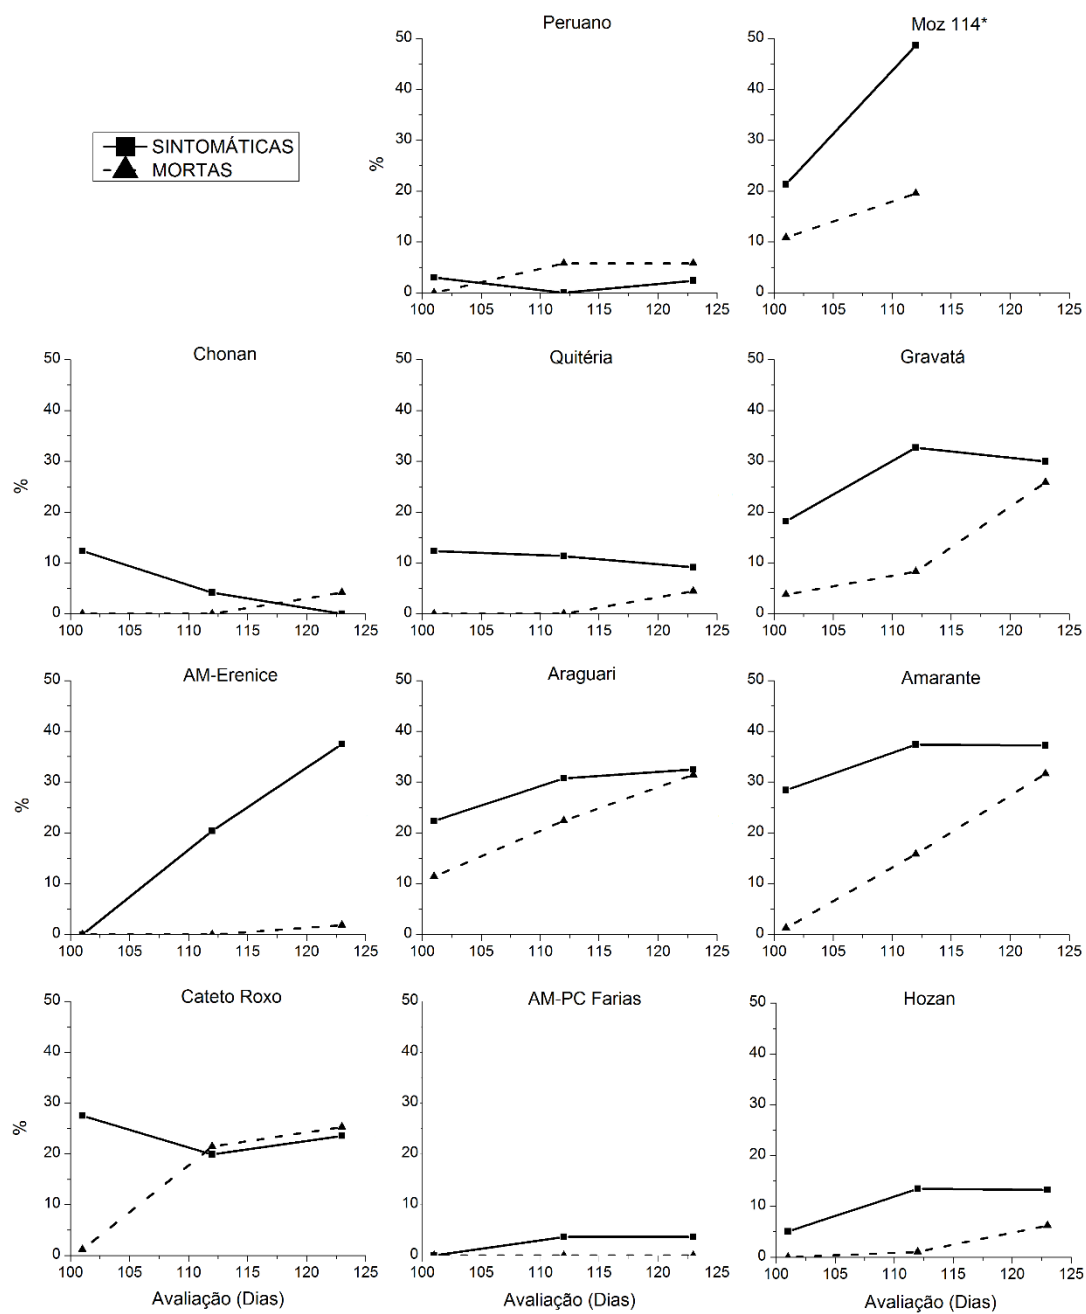 Peruano
Moz 114*
SINTOMÁTICAS
MORTAS
50
40
30
20
10
0
%
100 105 110 115 120 125
50
40
30
20
10
0
100 105 110 115 120 125
Chonan
Quitéria
Gravatá
50
40
30
20
10
0
%
100 105 110 115 120 125
50
40
30
20
10
0
100 105 110 115 120 125
50
40
30
20
10
0
100 105 110 115 120 125
AM-Erenice
Araguari
Amarante
50
40
30
20
10
0
%
100 105 110 115 120 125
50
40
30
20
10
0
100 105 110 115 120 125
50
40
30
20
10
0
100 105 110 115 120 125
Cateto Roxo
AM-PC Farias
Hozan
50
40
30
20
10
0
%
100 105 110 115 120 125
Avaliação (Dias)
50
40
30
20
10
0
100 105 110 115 120 125
Avaliação (Dias)
50
40
30
20
10
0
100 105 110 115 120 125
Avaliação (Dias)